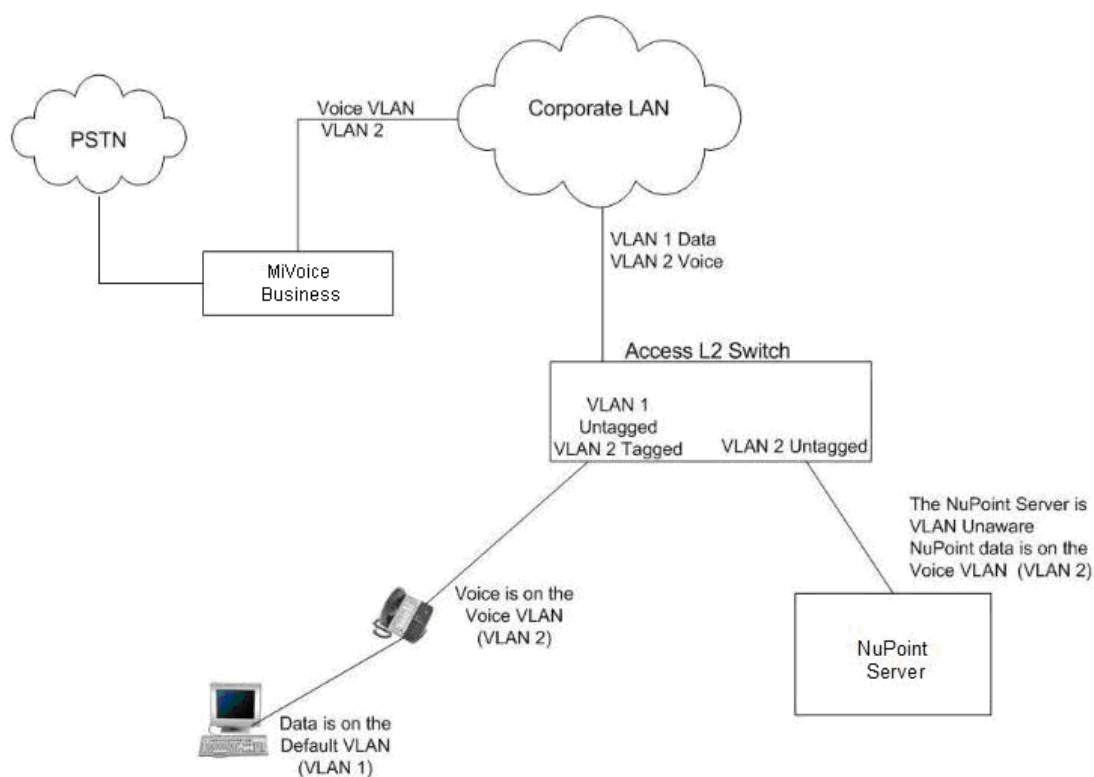 PSTN
Voice VLAN
VLAN 2
Corporate LAN
MiVoice
Business
VLAN 1 Data
VLAN 2 Voice
Access L2 Switch
VLAN 1
Untagged
VLAN 2 Tagged
VLAN 2 Untagged
The NuPoint Server is
VLAN Unaware
NuPoint data is on the
Voice VLAN (VLAN 2)
Voice is on the
Voice VLAN
(VLAN 2)
NuPoint
Server
Data is on the
Default VLAN
(VLAN 1)